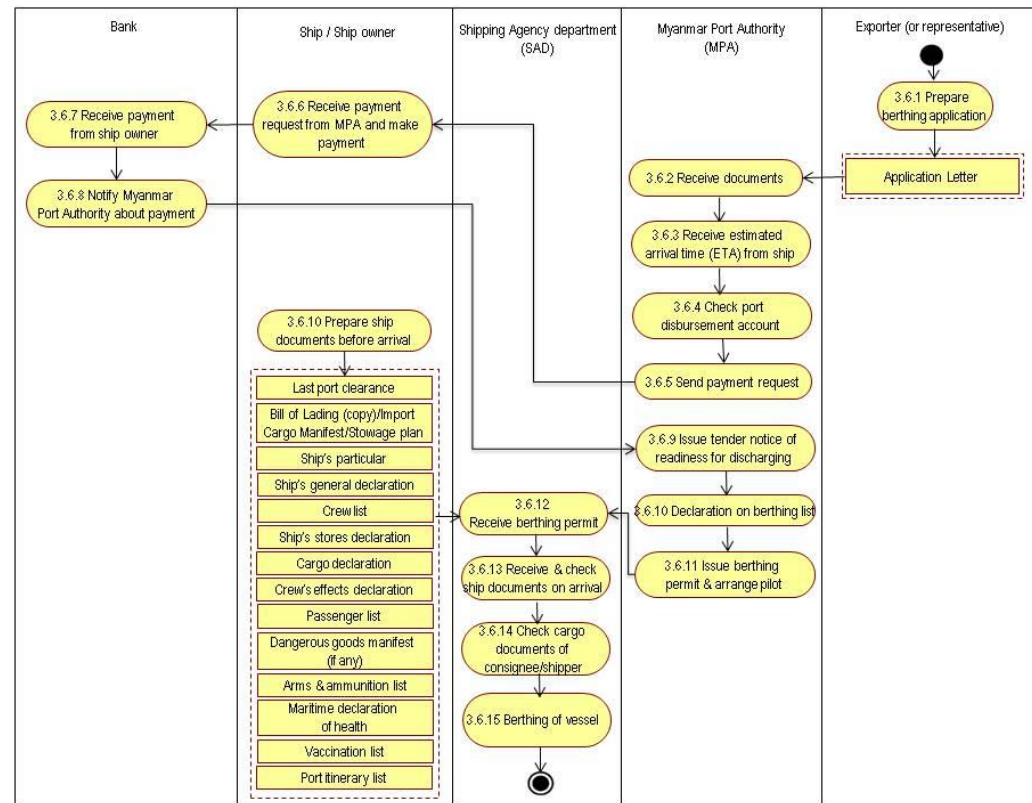 Bank
Ship / Ship owner
Shipping Agency department
(SAD)
Myanmar Port Authority
(MPA)
Exporter (or representative)
3.6.1 Prepare
berthing application
Application Letter
3.6.2 Receive documents
3.6.3 Receive estimated
arrival time (ETA) from ship
3.6.4 Check port
disbursement account
3.6.5 Send payment request
3.6.6 Receive payment
request from MPA and make
payment
3.6.7 Receive payment
from ship owner
3.6.8 Notify Myanmar
Port Authority about payment
3.6.9 Issue tender notice of
readiness for discharging
3.6.10 Declaration on berthing list
3.6.11 Issue berthing
permit & arrange pilot
3.6.10 Prepare ship
documents before arrival
Last port clearance
Bill of Lading (copy)/Import
Cargo Manifest/Stowage plan
Ship's particular
Ship's general declaration
Crew list
Ship's stores declaration
Cargo declaration
Crew's effects declaration
Passenger list
Dangerous goods manifest
(if any)
Arms & ammunition list
Maritime declaration
of health
Vaccination list
Port itinerary list
3.6.12
Receive berthing permit
3.6.13 Receive & check
ship documents on arrival
3.6.14 Check cargo
documents of
consignee/shipper
3.6.15 Berthing of vessel